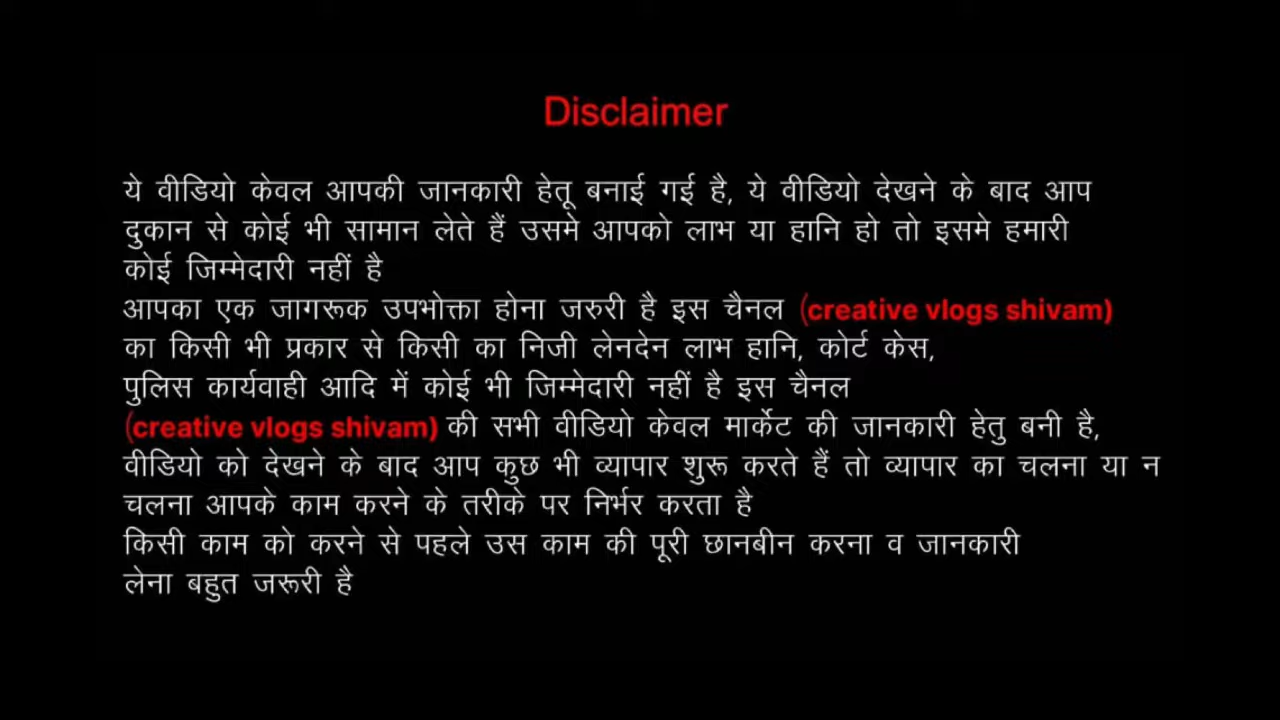 Disclaimer
ये वीडियो केवल आपकी जानकारी हेतू बनाई गई है, ये वीडियो देखने के बाद आप
दुकान से कोई भी सामान लेते हैं उसमे आपको लाभ या हानि हो तो इसमे हमारी
कोई जिम्मेदारी नहीं है
आपका एक जागरूक उपभोक्ता होना जरुरी है इस चैनल (creative vlogs shivam)
का किसी भी प्रकार से किसी का निजी लेनदेन लाभ हानि, कोर्ट केस,
पुलिस कार्यवाही आदि में कोई भी जिम्मेदारी नहीं है इस चैनल
(creative vlogs shivam) की सभी वीडियो केवल मार्केट की जानकारी हेतु बनी है,
वीडियो को देखने के बाद आप कुछ भी व्यापार शुरू करते हैं तो व्यापार का चलना या न
चलना आपके काम करने के तरीके पर निर्भर करता है
किसी काम को करने से पहले उस काम की पूरी छानबीन करना व जानकारी
लेना बहुत जरूरी है